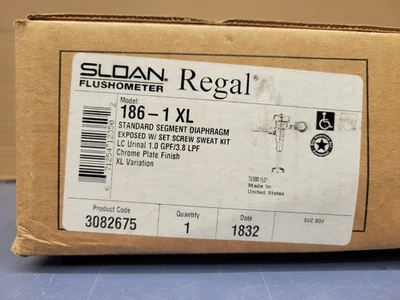 SLOAN® Regal®
FLUSHOMETER
Model:
186-1 XL
STANDARD SEGMENT DIAPHRAGM
EXPOSED W/ SET SCREW SWEAT KIT
LC Urinal 1.0 GPF/3.8 LPF
Chrome Plate Finish
XL Variation
Made in:
United States
Product Code
3082675
Quantity
1
Date
1832